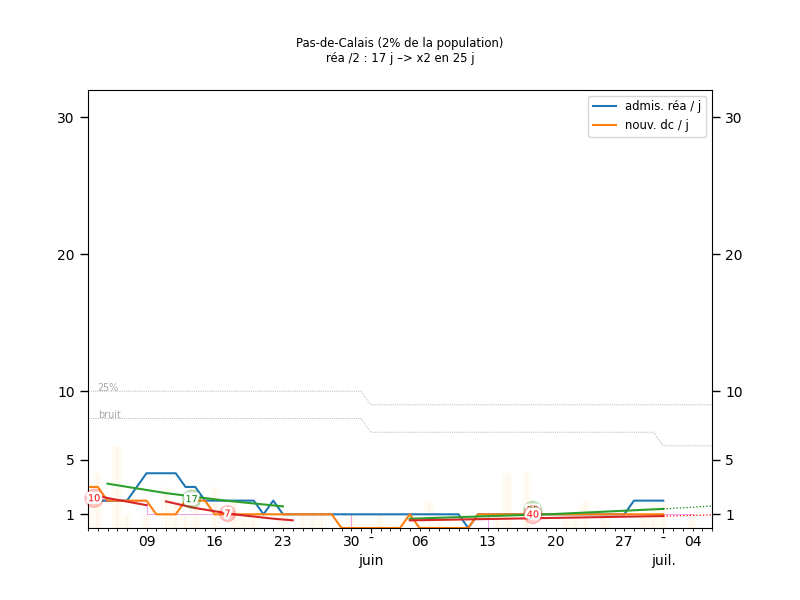 Pas-de-Calais (2% de la population)
réa /2 : 17 j –> x2 en 25 j
admis. réa / j
nouv. dc / j
30 30
20 20
10 10
25%
bruit
5 5
10 17 7 40
1 1
09 16 23 30 - 06 13 20 27 - 04
juin juil.